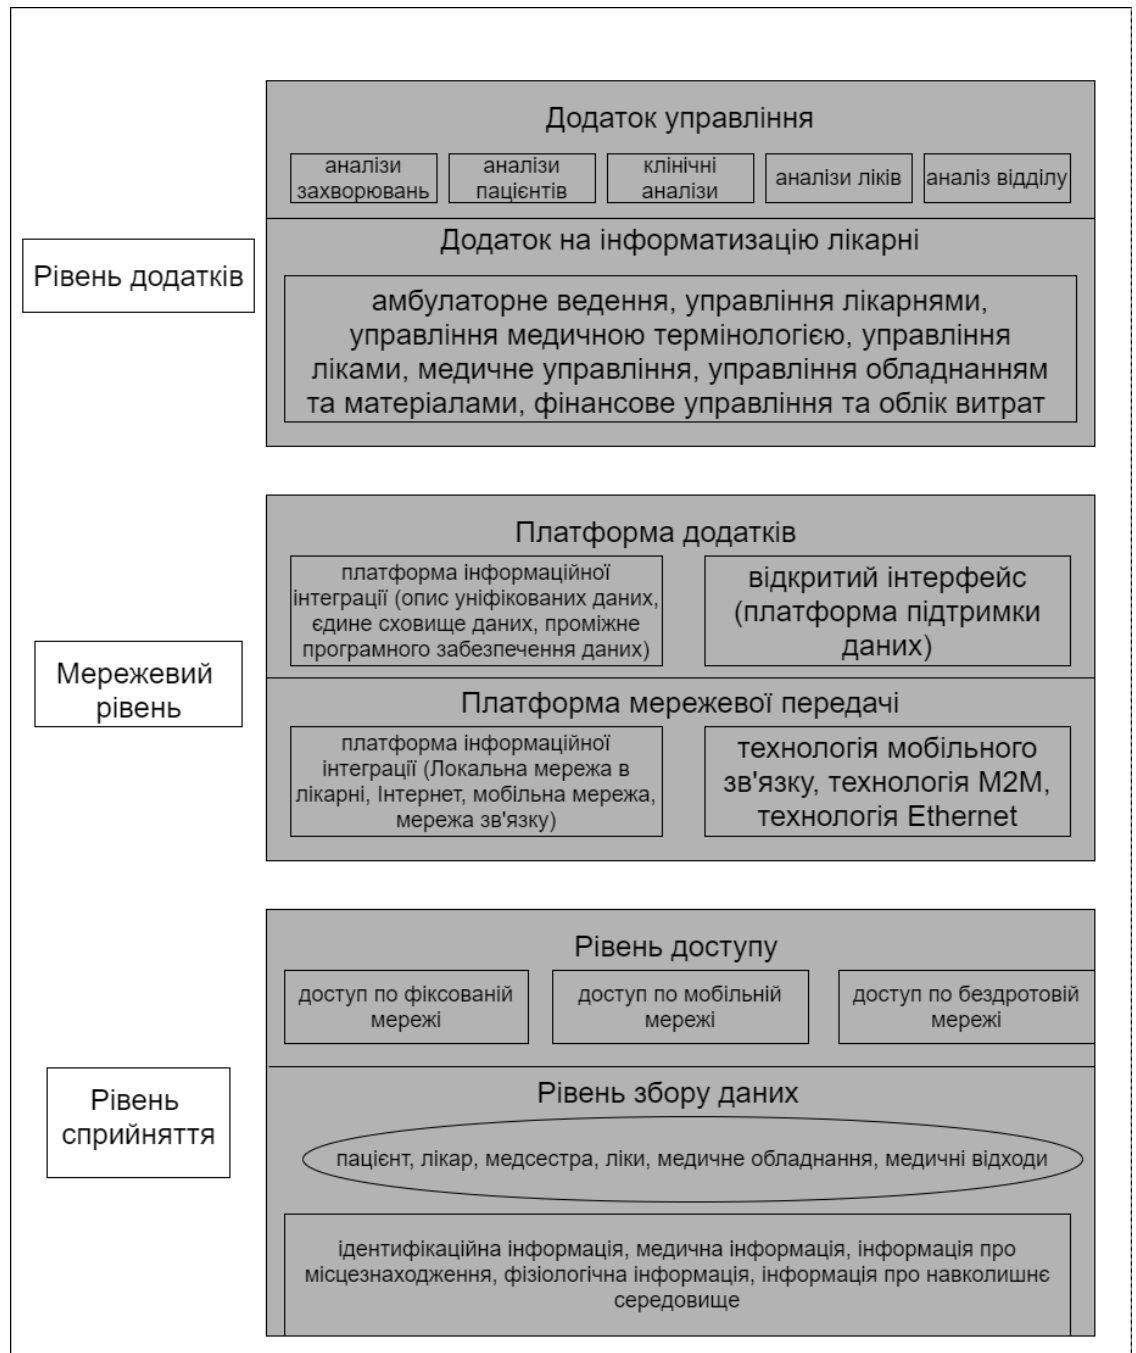 Додаток управління
аналізи
захворювань
аналізи
пацієнтів
клінічні
аналізи
аналізи ліків
аналіз відділу
Рівень додатків
Додаток на інформатизацію лікарні
амбулаторне ведення, управління лікарнями,
управління медичною термінологією, управління
ліками, медичне управління, управління обладнанням
та матеріалами, фінансове управління та облік витрат
Мережевий
рівень
Платформа додатків
платформа інформаційної
інтеграції (опис уніфікованих даних,
єдине сховище даних, проміжне
програмного забезпечення даних)
відкритий інтерфейс
(платформа підтримки
даних)
Платформа мережевої передачі
платформа інформаційної
інтеграції (Локальна мережа в
лікарні, Інтернет, мобільна мережа,
мережа зв'язку)
технологія мобільного
зв'язку, технологія M2M,
технологія Ethernet
Рівень
сприйняття
Рівень доступу
доступ по фіксованій
мережі
доступ по мобільній
мережі
доступ по бездротовій
мережі
Рівень збору даних
пацієнт, лікар, медсестра, ліки, медичне обладнання, медичні відходи
ідентифікаційна інформація, медична інформація, інформація про
місцезнаходження, фізіологічна інформація, інформація про навколишнє
середовище